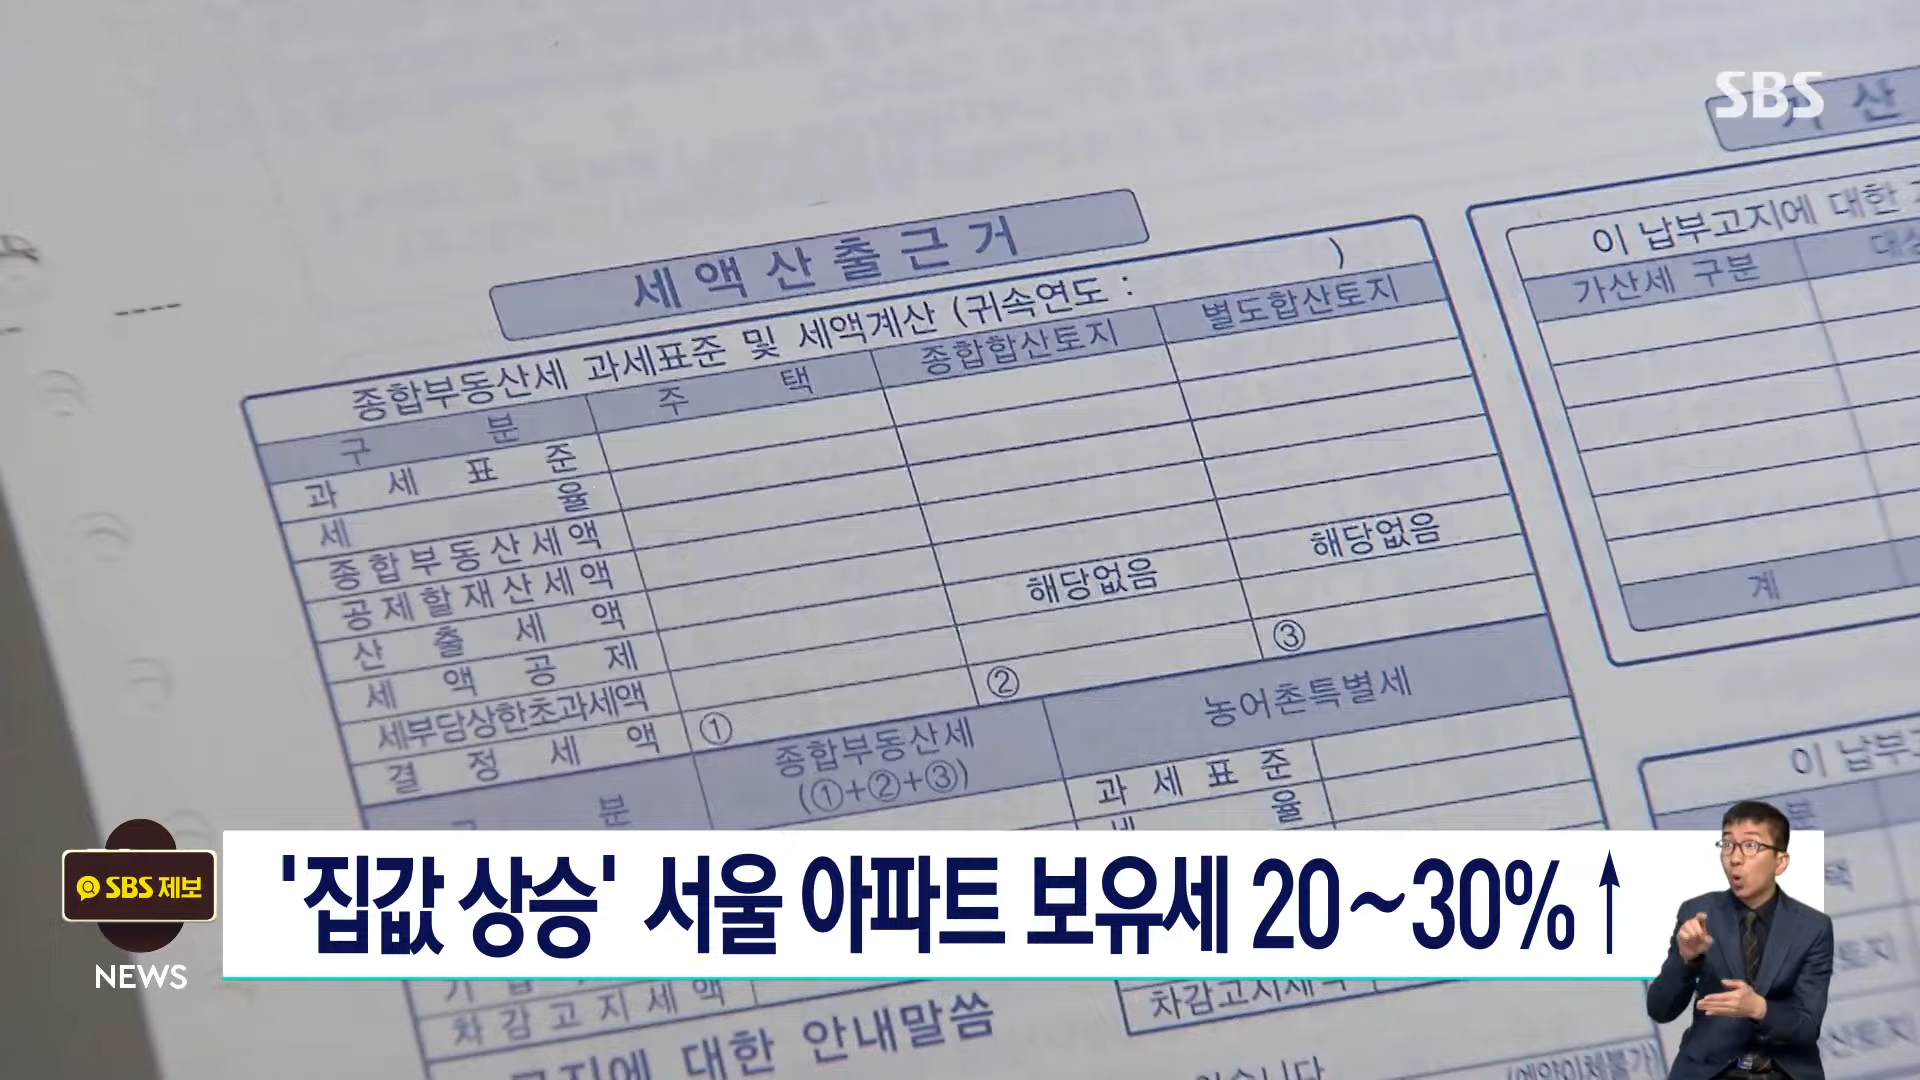 SBS
산
세액산출근거
종합부동산세 과세표준 및 세액계산 (귀속연도 : )
구 분
주 택
종합합산토지
별도합산토지
과 세 표 준
세 율
종합부동산세액
공제할재산세액
해당없음
해당없음
산 출 세 액
세 액 공 제
세부담상한초과세액
결 정 세 액
①
②
③
분
종합부동산세
(①+②+③)
농어촌특별세
과 세 표 준
율
이 납부고지에 대한
가산세 구분
계
이 납부
SBS 제보
NEWS
'집값 상승' 서울 아파트 보유세 20~30%↑
택
토지
산토지
차감고지세액
대한 안내말씀